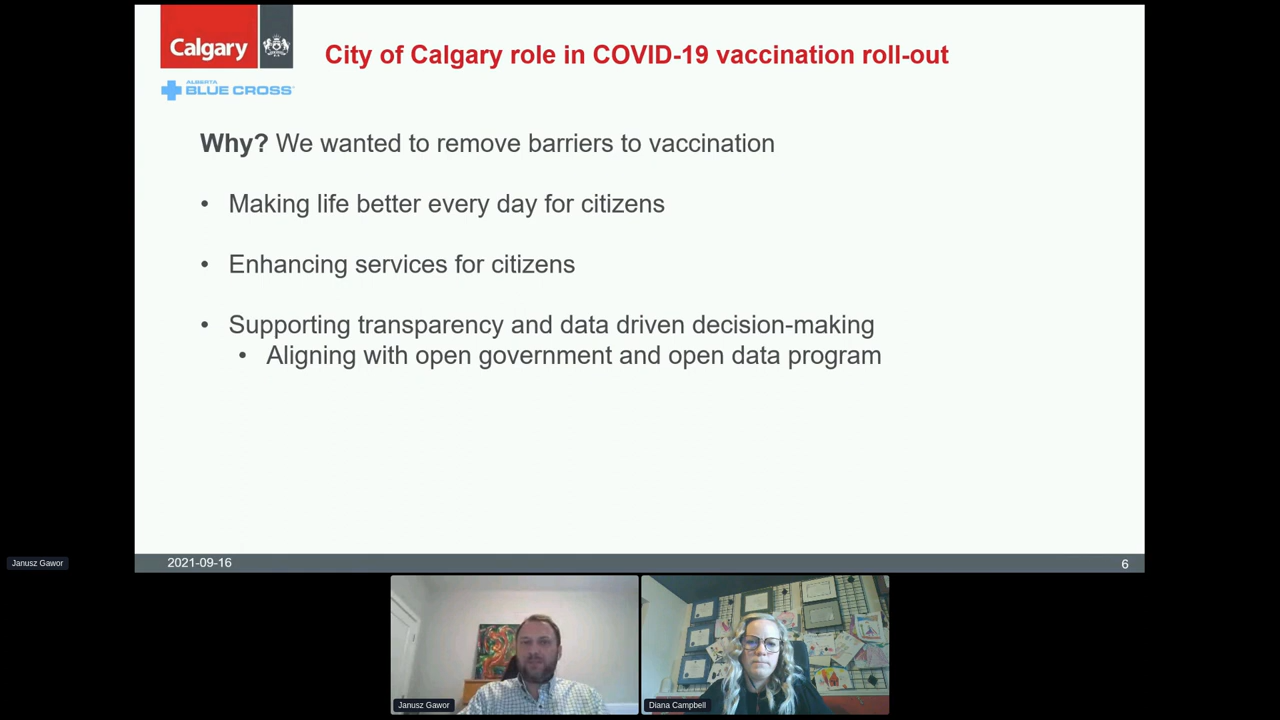 Calgary
ALBERTA
BLUE CROSS
City of Calgary role in COVID-19 vaccination roll-out
Why? We wanted to remove barriers to vaccination
• Making life better every day for citizens
• Enhancing services for citizens
• Supporting transparency and data driven decision-making
• Aligning with open government and open data program
2021-09-16
6
Janusz Gawor
Janusz Gawor
Diana Campbell